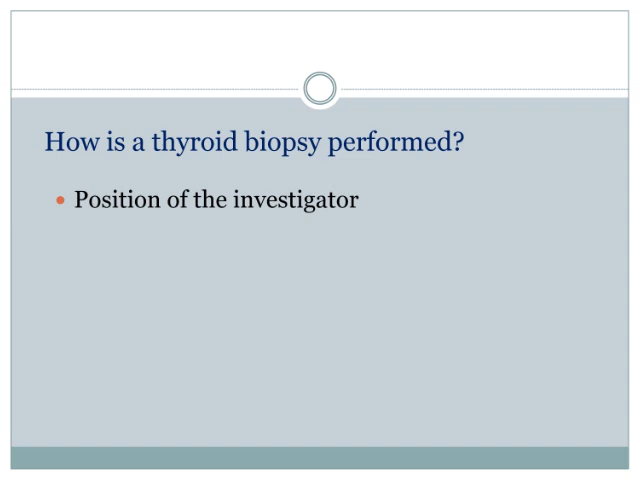 How is a thyroid biopsy performed?
Position of the investigator